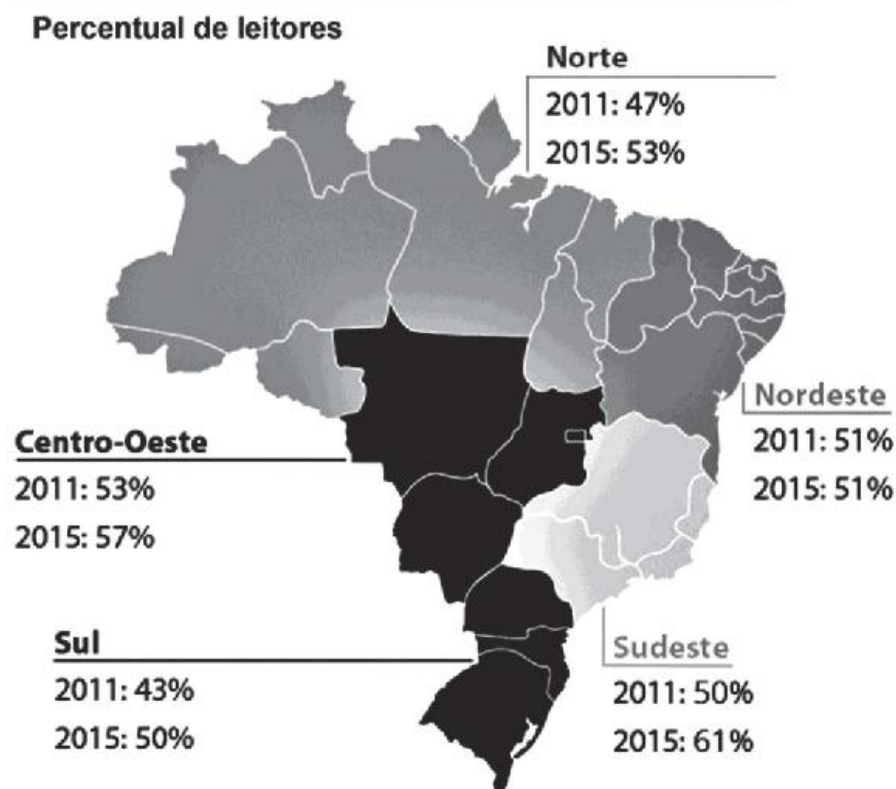 Percentual de leitores
Norte
2011: 47%
2015: 53%
Nordeste
2011: 51%
2015: 51%
Centro-Oeste
2011: 53%
2015: 57%
Sul
2011: 43%
2015: 50%
Sudeste
2011: 50%
2015: 61%